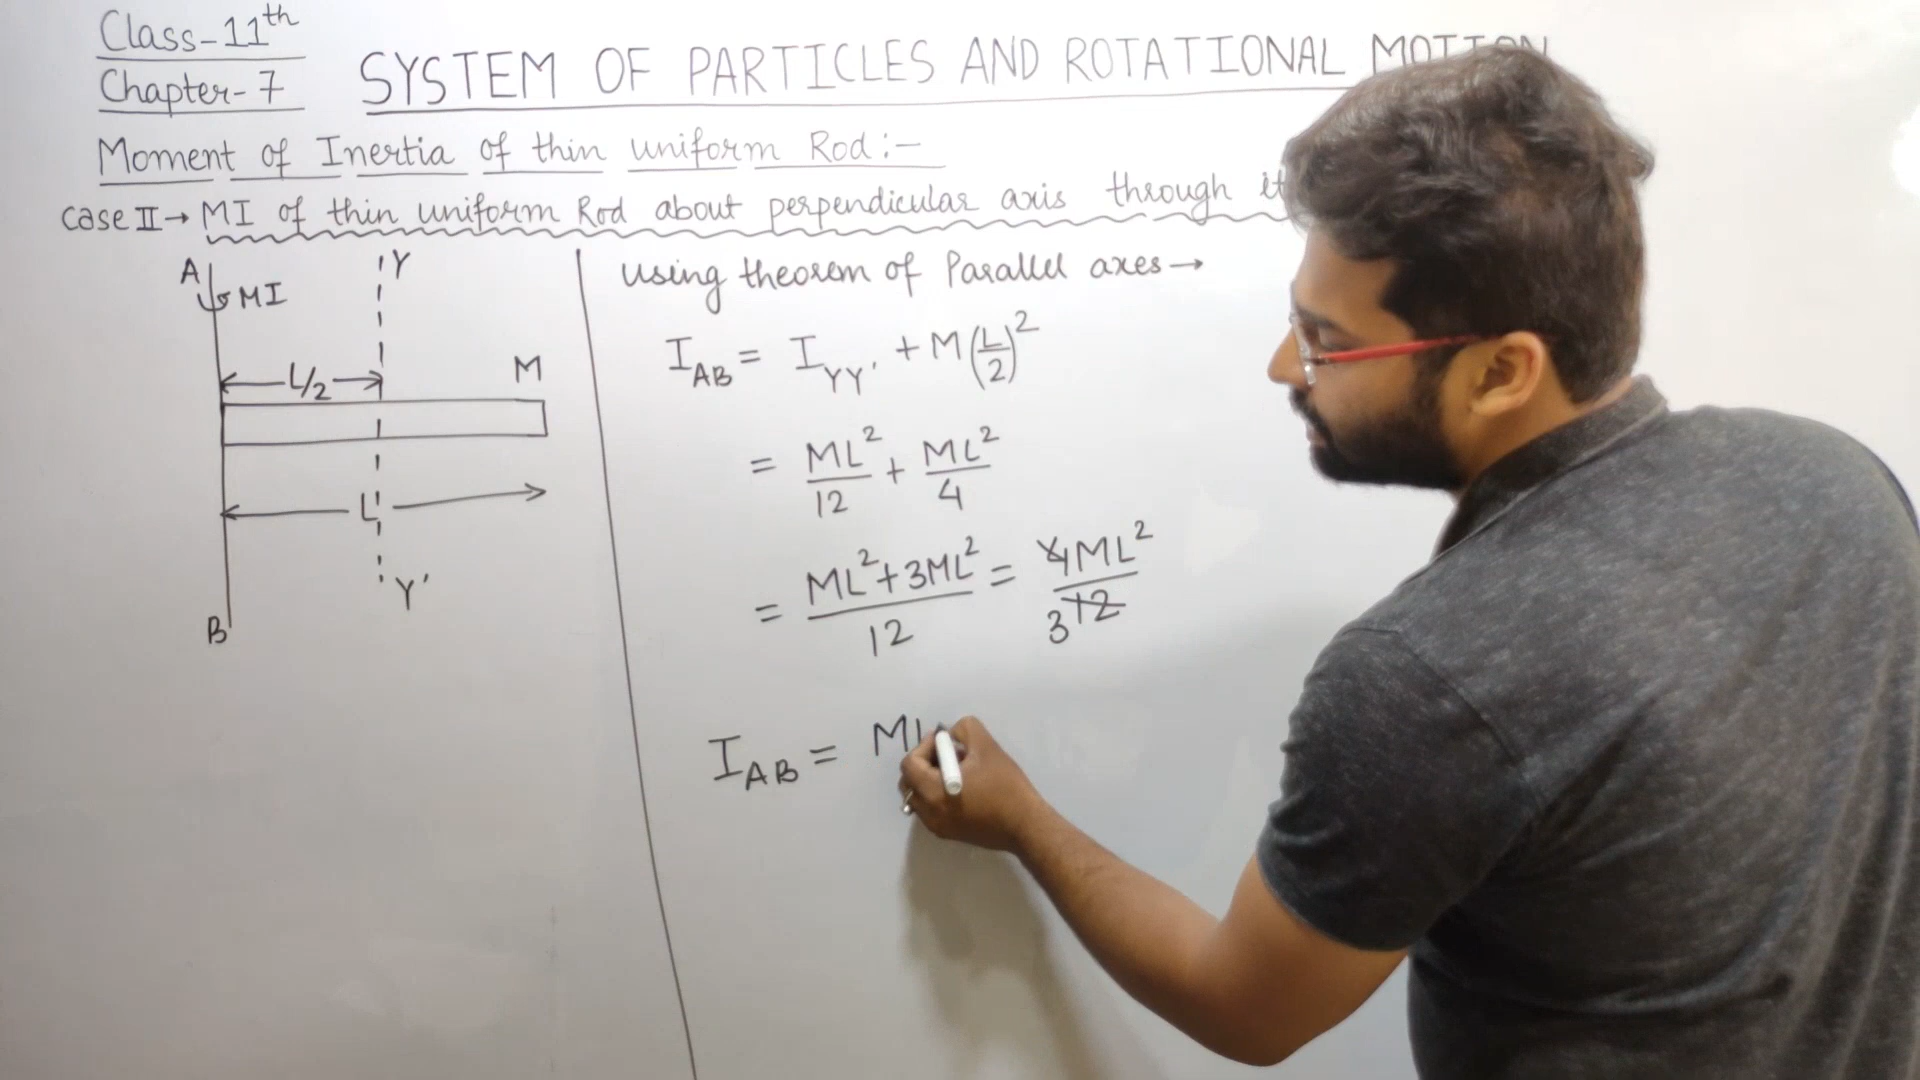 Class-11th
Chapter-7
SYSTEM OF PARTICLES AND ROTATIONAL MOTION
Moment of Inertia of thin uniform Rod:-
Case II→ MI of thin uniform Rod about perpendicular axis through
A
MI
Y
L/2
M
L
Y'
B
Using theorem of Parallel axes→
I_AB = I_YY' + M(L/2)²
= ML²/12 + ML²/4
= ML²+3ML²/12 = 4ML²/12 3
I_AB = ML